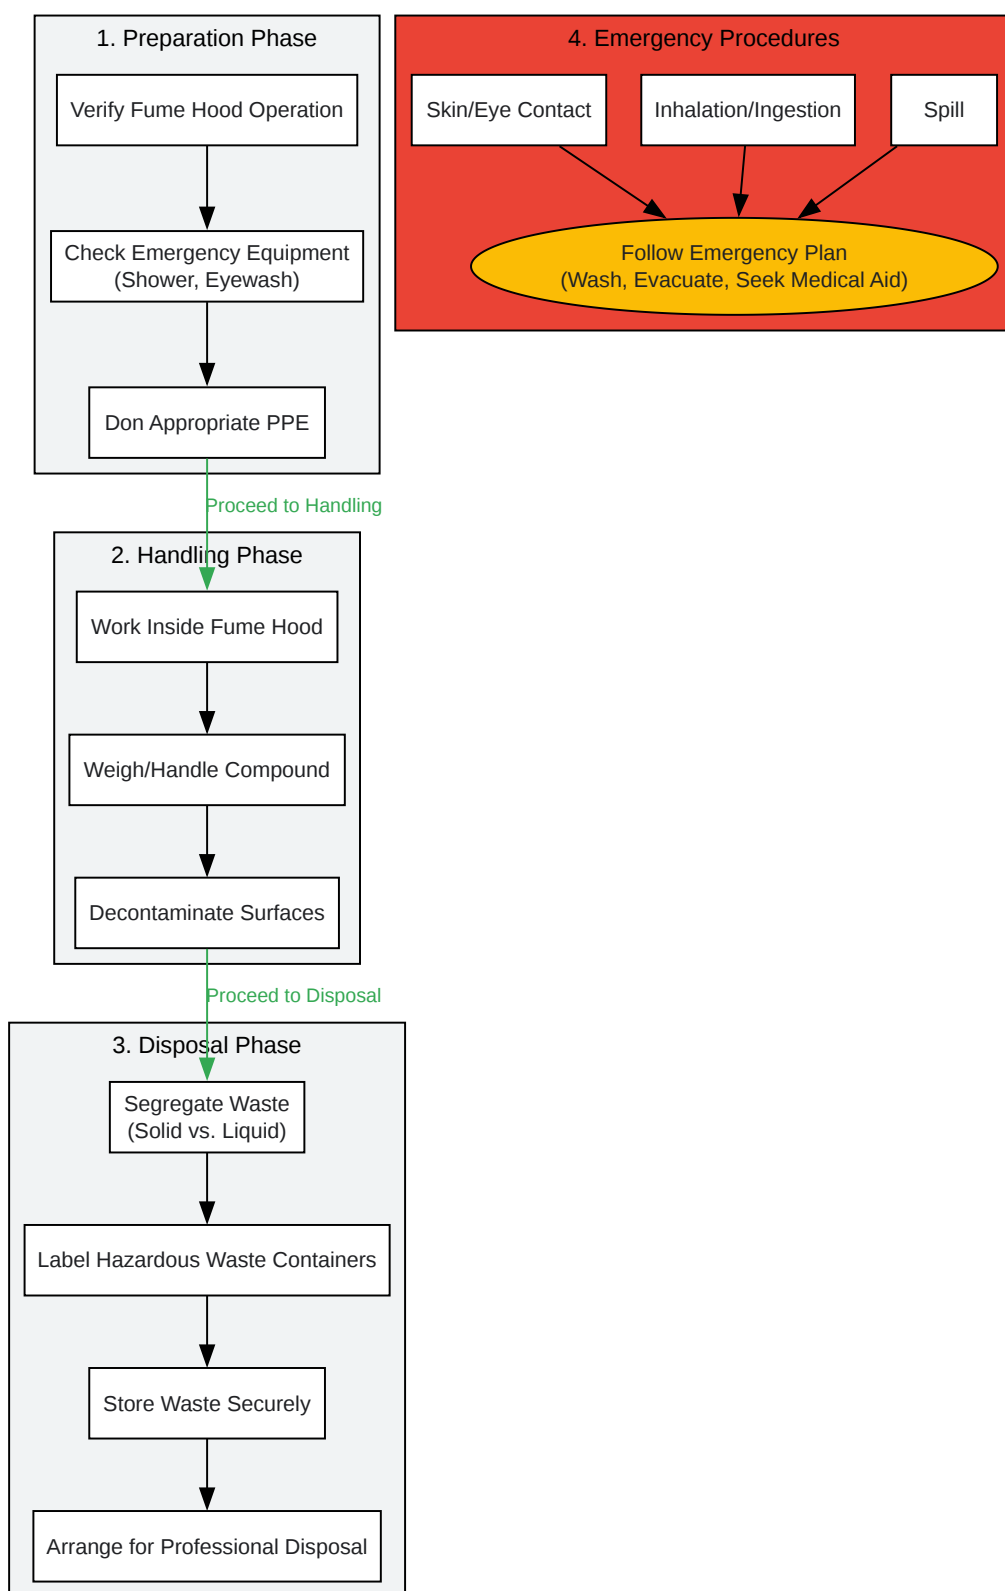 1. Preparation Phase
Verify Fume Hood Operation
Check Emergency Equipment
(Shower, Eyewash)
Don Appropriate PPE
Proceed to Handling
2. Handling Phase
Work Inside Fume Hood
Weigh/Handle Compound
Decontaminate Surfaces
Proceed to Disposal
3. Disposal Phase
Segregate Waste
(Solid vs. Liquid)
Label Hazardous Waste Containers
Store Waste Securely
Arrange for Professional Disposal
4. Emergency Procedures
Skin/Eye Contact
Inhalation/Ingestion
Spill
Follow Emergency Plan
(Wash, Evacuate, Seek Medical Aid)